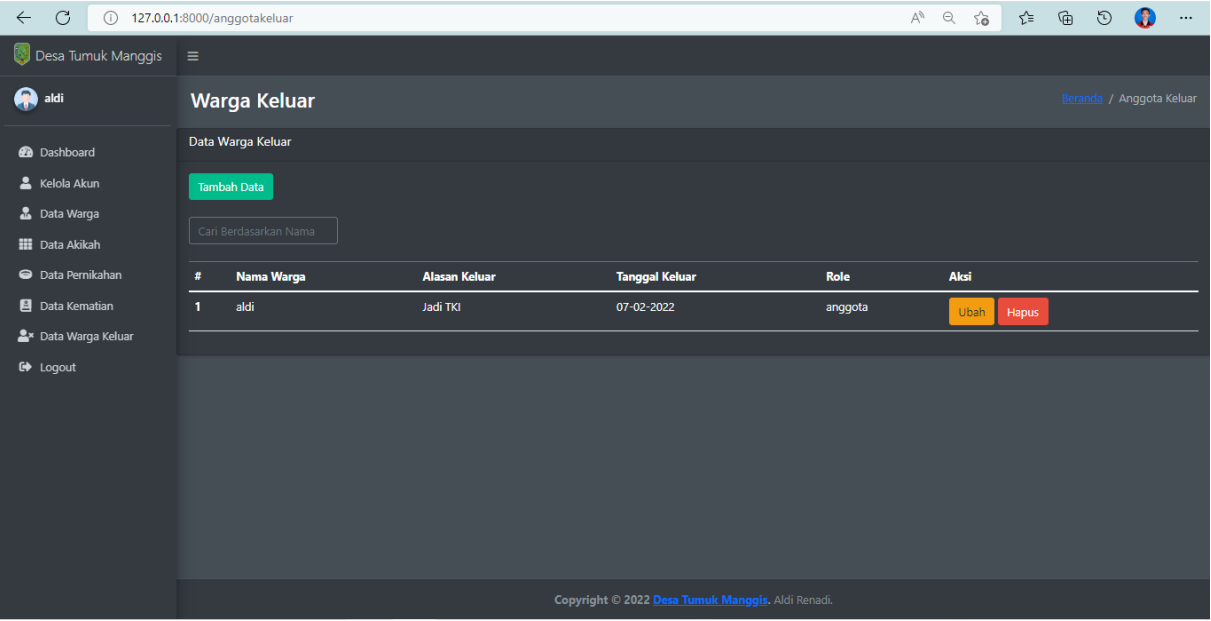 127.0.0.1:8000/anggotakeluar
Desa Tumuk Manggis
aldi
Warga Keluar
Beranda / Anggota Keluar
Data Warga Keluar
Dashboard
Kelola Akun
Data Warga
Data Akikah
Data Pernikahan
Data Kematian
Data Warga Keluar
Logout
Tambah Data
Cari Berdasarkan Nama
# Nama Warga Alasan Keluar Tanggal Keluar Role Aksi
1 aldi Jadi TKI 07-02-2022 anggota Ubah Hapus
Copyright © 2022 Desa Tumuk Manggis. Aldi Renadi.